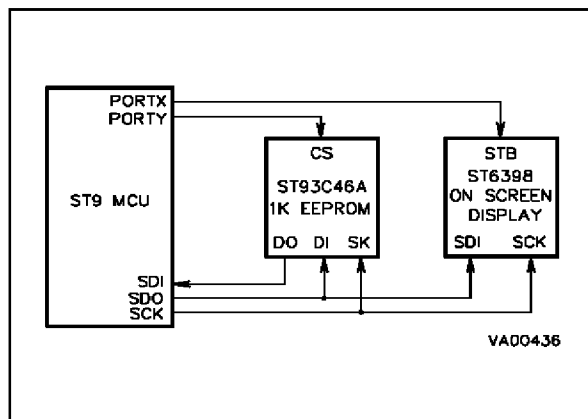 PORTX
PORTY
ST9 MCU
SDI
SDO
SCK
CS
ST93C46A
1K EEPROM
DO DI SK
STB
ST6398
ON SCREEN
DISPLAY
SDI SCK
VA00436